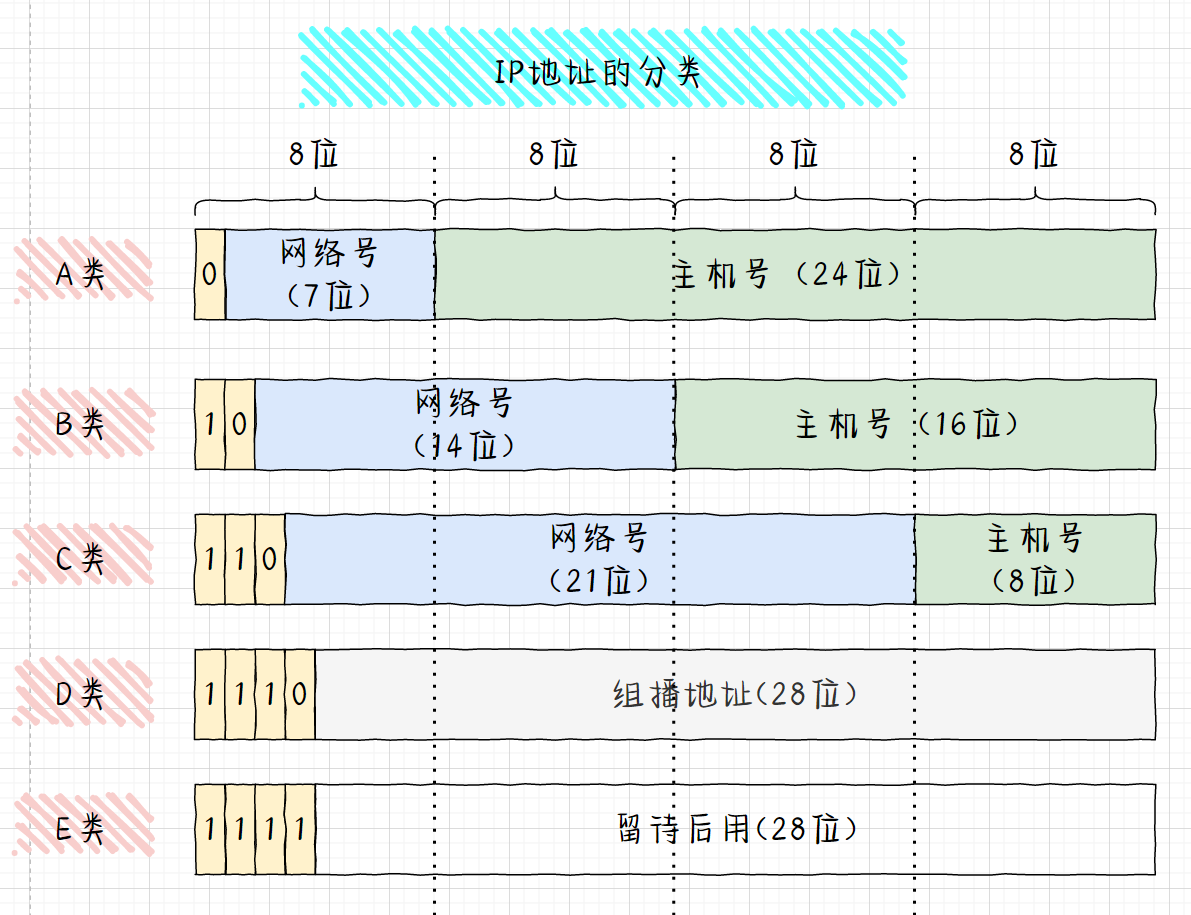 IP地址的分类
8位 8位 8位 8位
A类
0
网络号
（7位）
主机号（24位）
B类
1 0
网络号
（14位）
主机号（16位）
C类
1 1 0
网络号
（21位）
主机号
（8位）
D类
1 1 1 0
组播地址(28位)
E类
1 1 1 1
留待后用(28位)